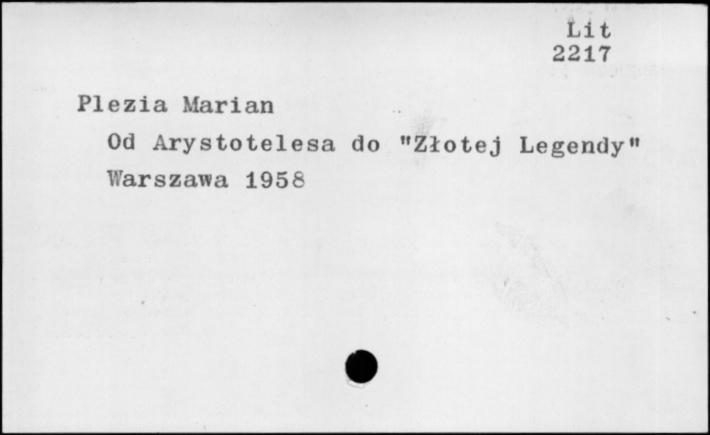 Lit
2217
Plezia Marian
Od Arystotelesa do "Złotej Legendy"
Warszawa 1958